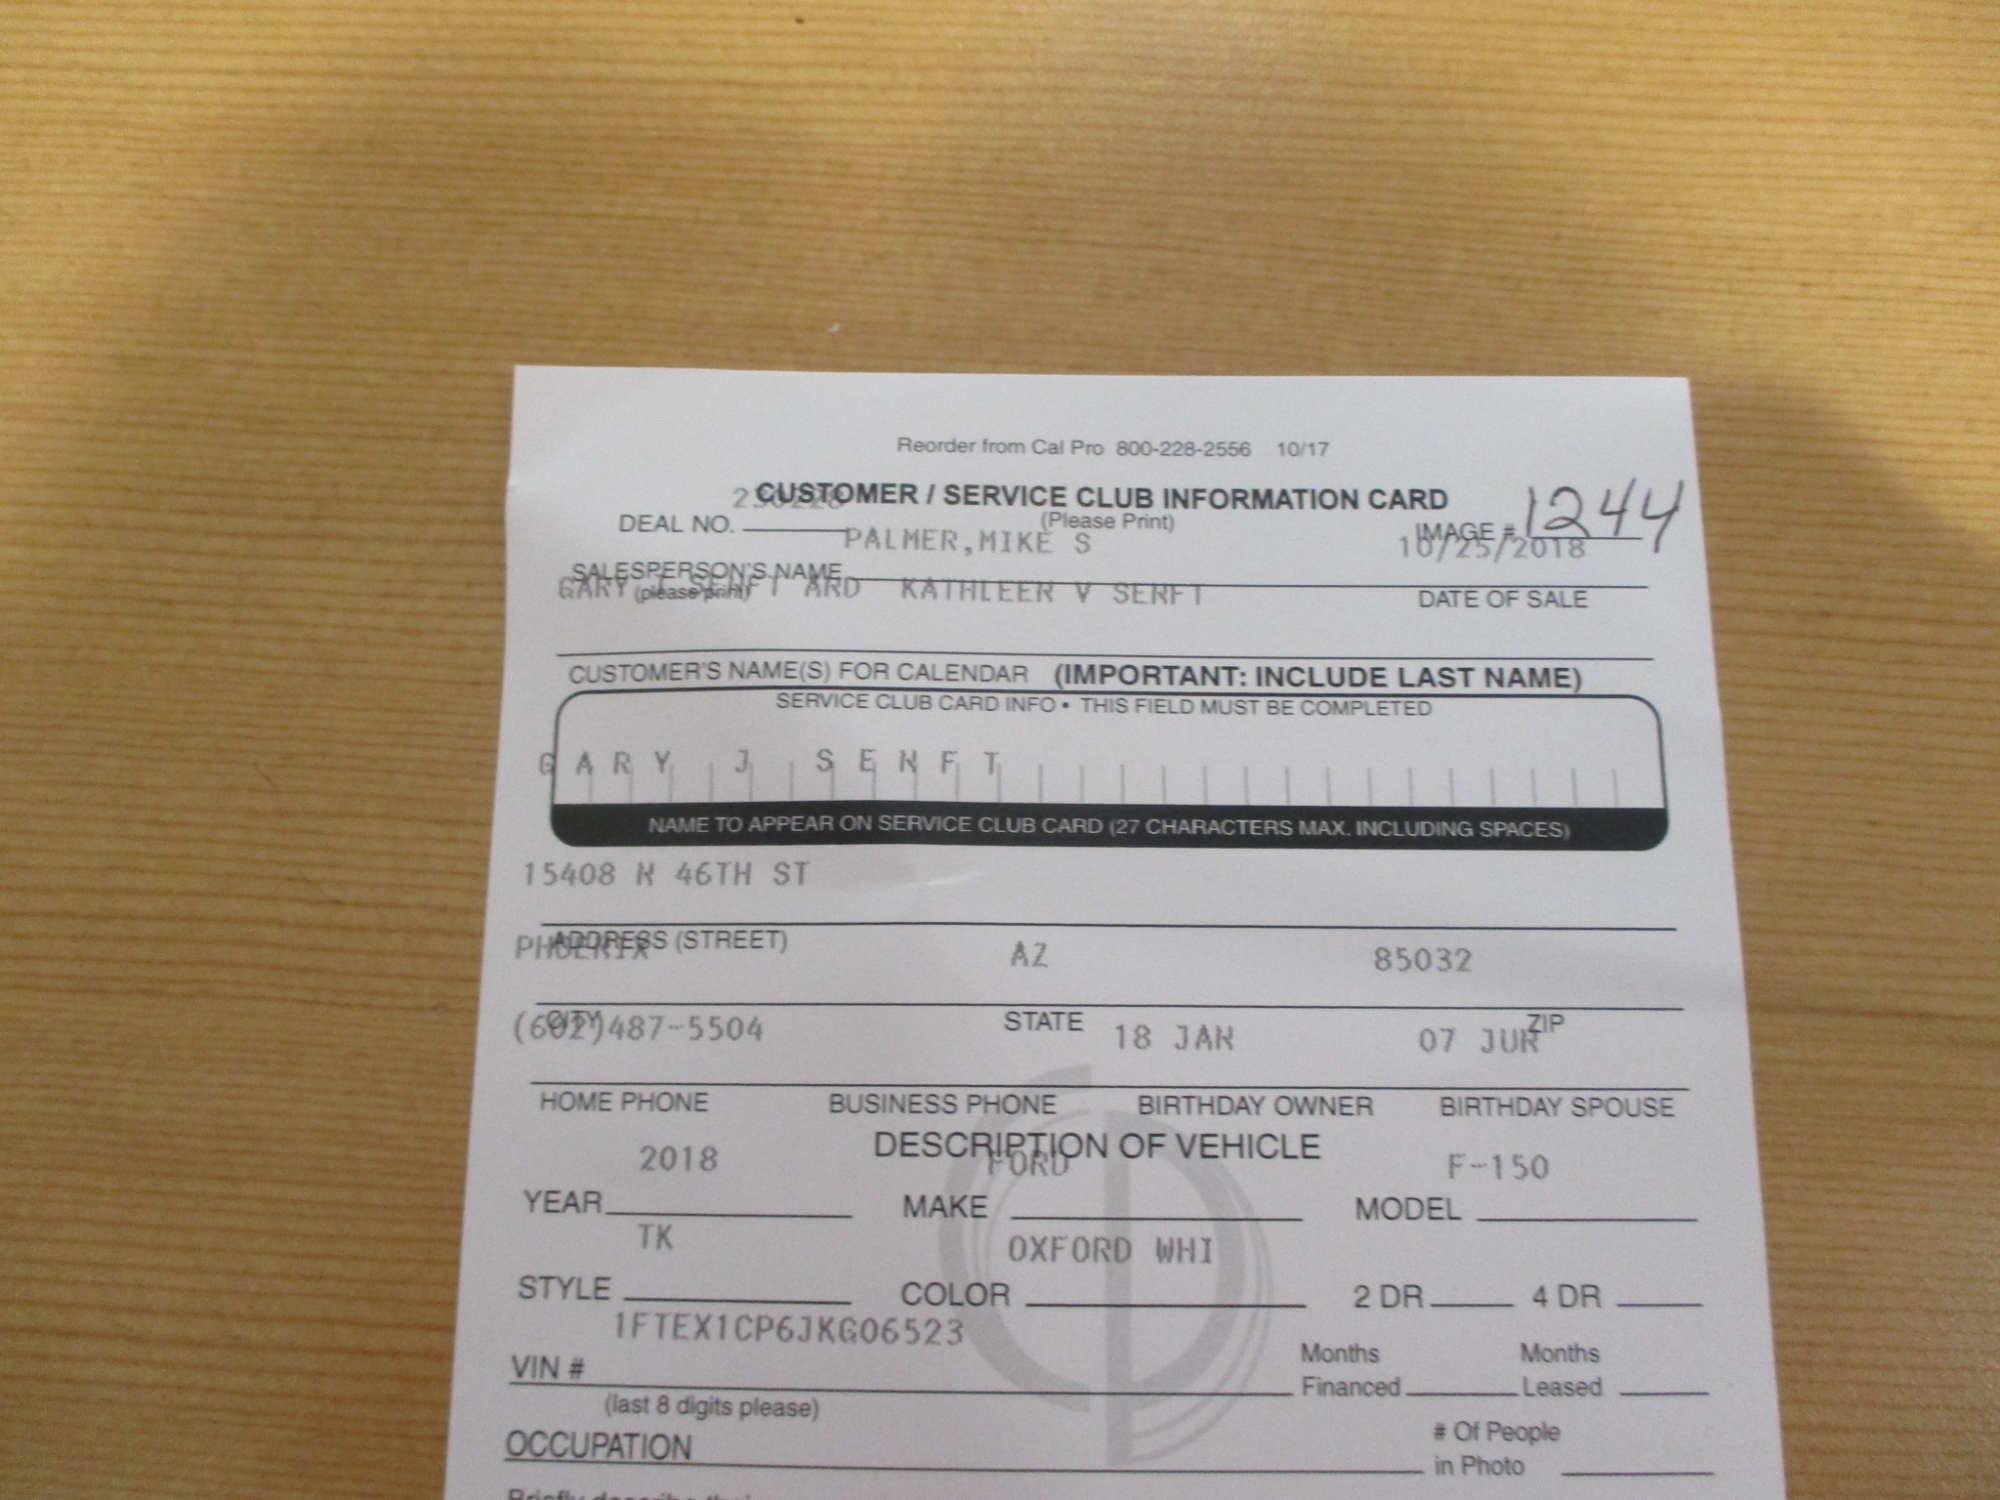 Reorder from Cal Pro 800-228-2556 10/17
CUSTOMER / SERVICE CLUB INFORMATION CARD
(Please Print)
DEAL NO.
IMAGE # 1244
PALMER,MIKE S
10/25/2018
SALESPERSON'S NAME
(please print)
DATE OF SALE
GARY J SENFT AND KATHLEEN V SENFT
CUSTOMER'S NAME(S) FOR CALENDAR (IMPORTANT: INCLUDE LAST NAME)
SERVICE CLUB CARD INFO • THIS FIELD MUST BE COMPLETED
GARY J SENFT
NAME TO APPEAR ON SERVICE CLUB CARD (27 CHARACTERS MAX. INCLUDING SPACES)
15408 N 46TH ST
ADDRESS (STREET)
PHOENIX AZ 85032
CITY STATE ZIP
(602)487-5504 18 JAN 07 JUN
HOME PHONE BUSINESS PHONE BIRTHDAY OWNER BIRTHDAY SPOUSE
DESCRIPTION OF VEHICLE
2018 FORD F-150
YEAR MAKE MODEL
TK OXFORD WHI
STYLE COLOR 2 DR 4 DR
1FTEX1CP6JKG06523
VIN # Months Financed Months Leased
(last 8 digits please)
OCCUPATION # Of People in Photo